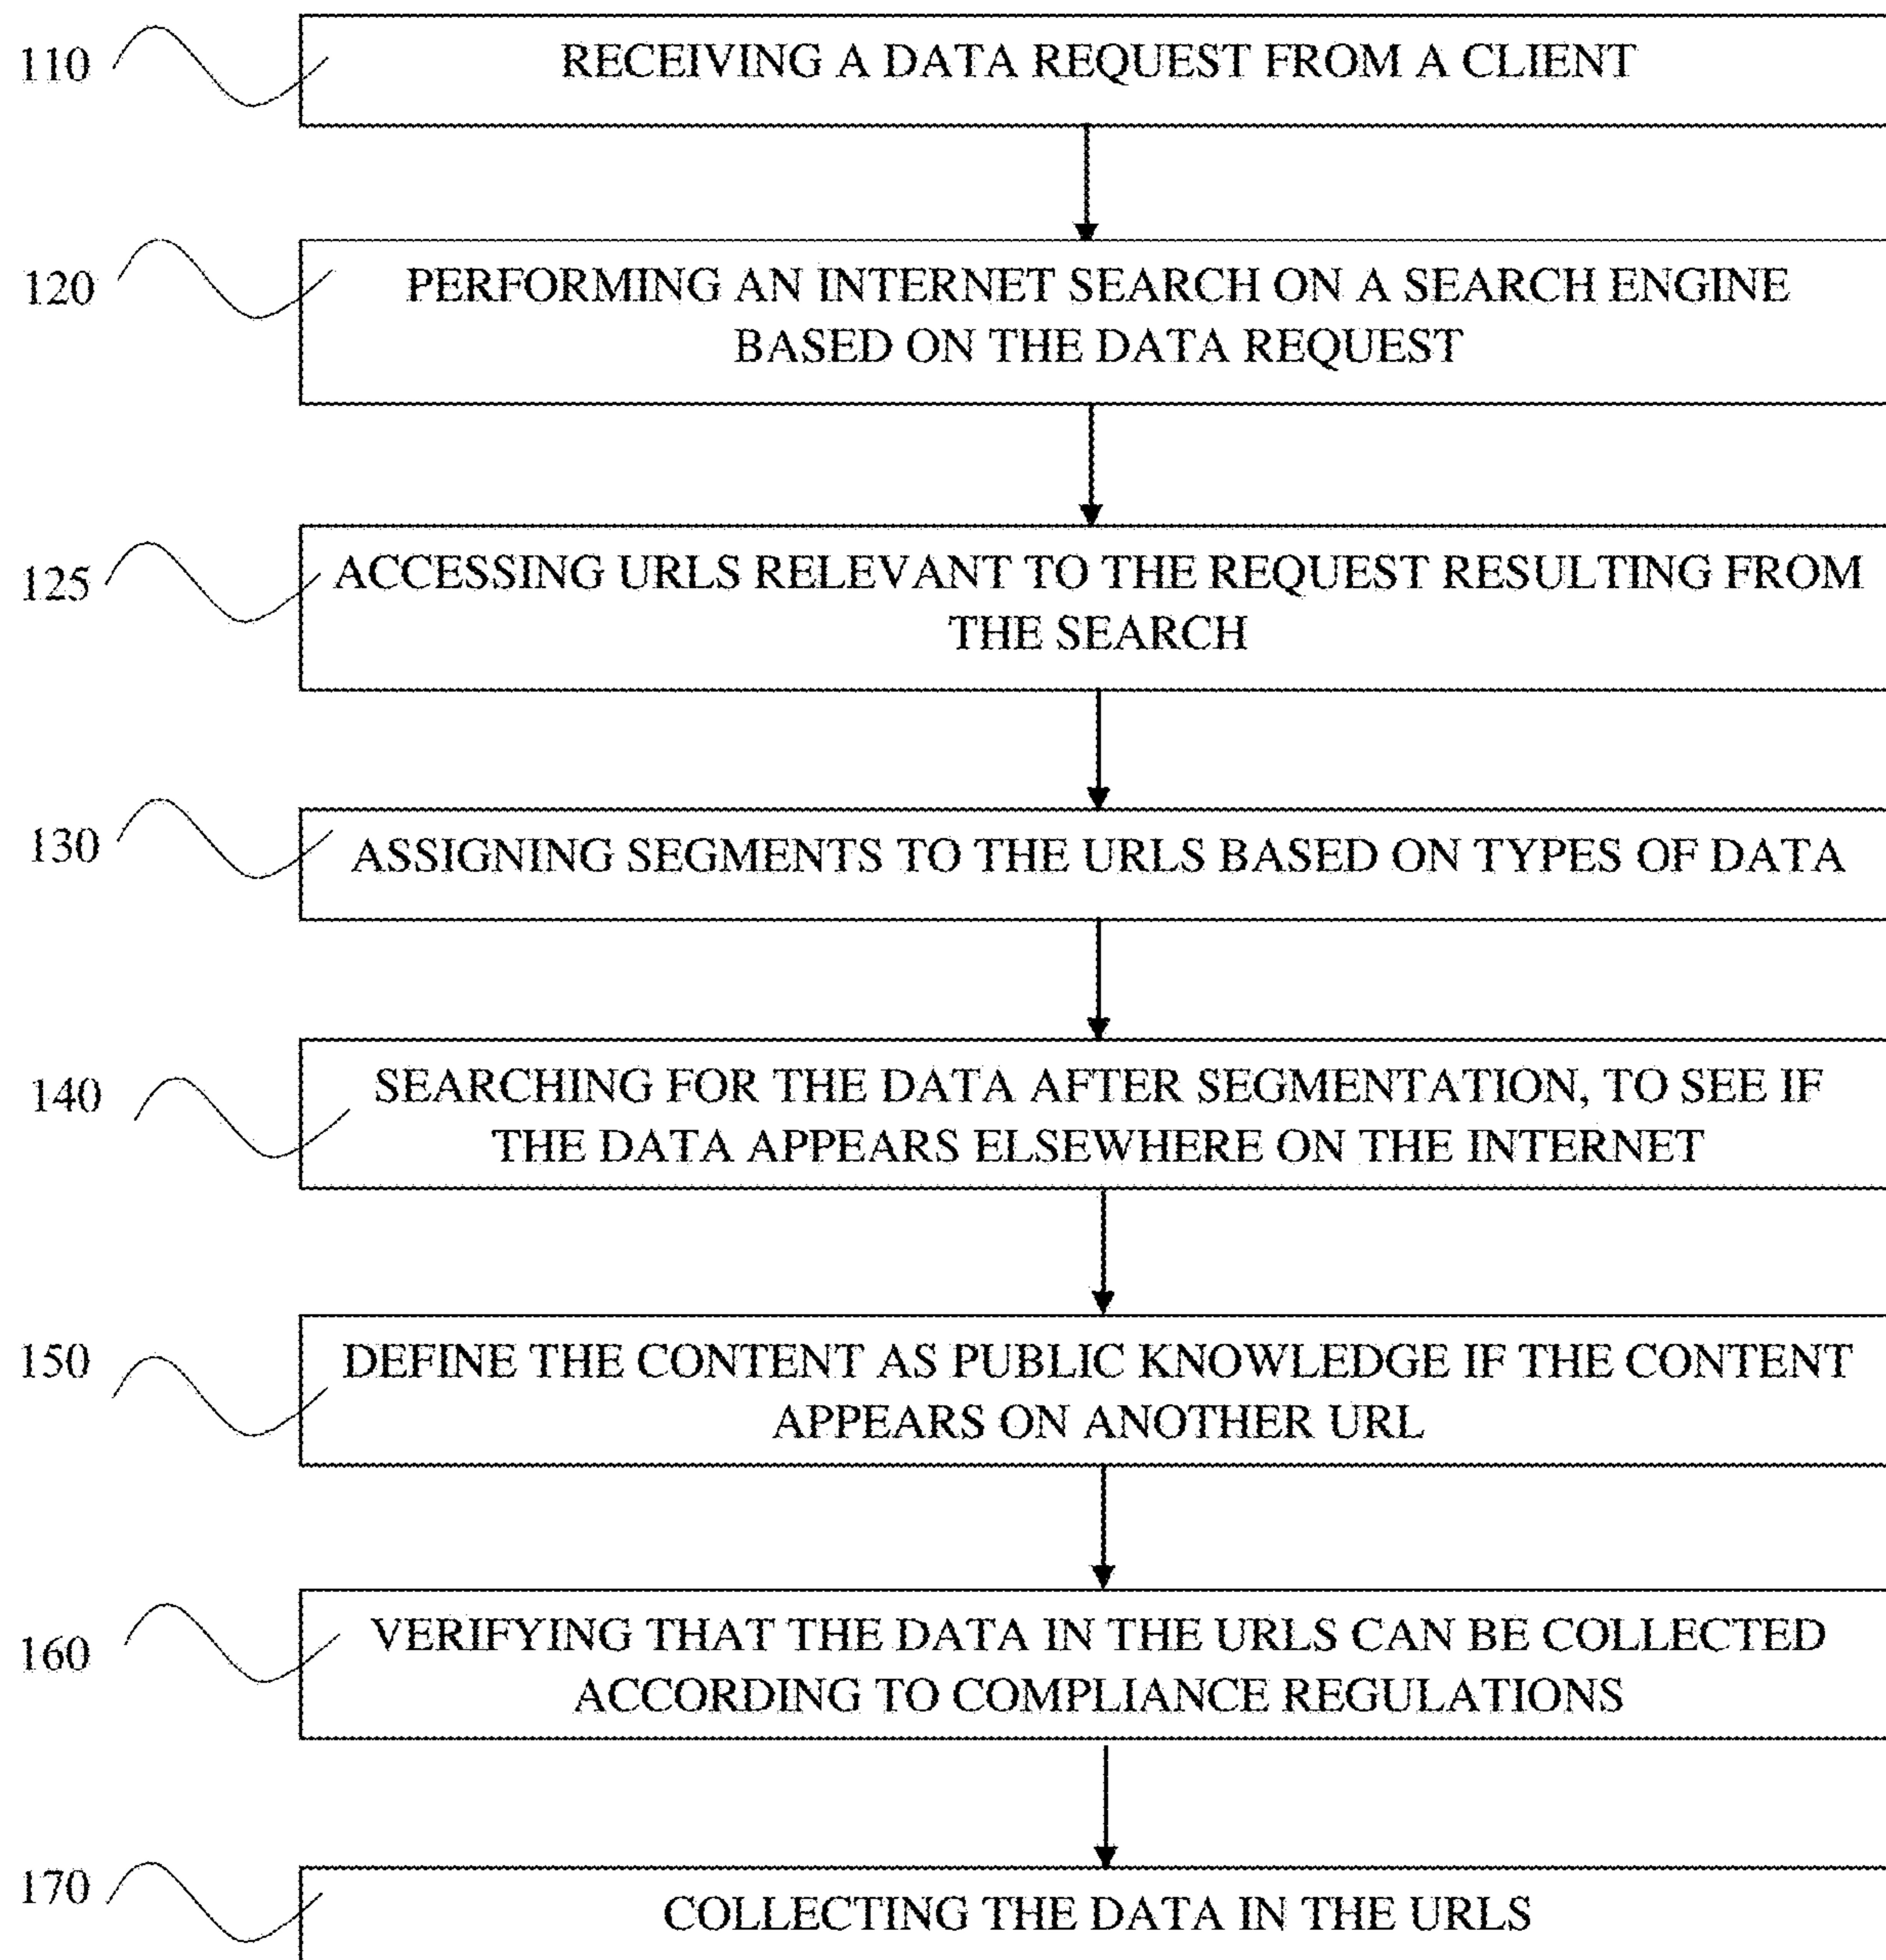 110
RECEIVING A DATA REQUEST FROM A CLIENT
120
PERFORMING AN INTERNET SEARCH ON A SEARCH ENGINE
BASED ON THE DATA REQUEST
125
ACCESSING URLS RELEVANT TO THE REQUEST RESULTING FROM
THE SEARCH
130
ASSIGNING SEGMENTS TO THE URLS BASED ON TYPES OF DATA
140
SEARCHING FOR THE DATA AFTER SEGMENTATION, TO SEE IF
THE DATA APPEARS ELSEWHERE ON THE INTERNET
150
DEFINE THE CONTENT AS PUBLIC KNOWLEDGE IF THE CONTENT
APPEARS ON ANOTHER URL
160
VERIFYING THAT THE DATA IN THE URLS CAN BE COLLECTED
ACCORDING TO COMPLIANCE REGULATIONS
170
COLLECTING THE DATA IN THE URLS